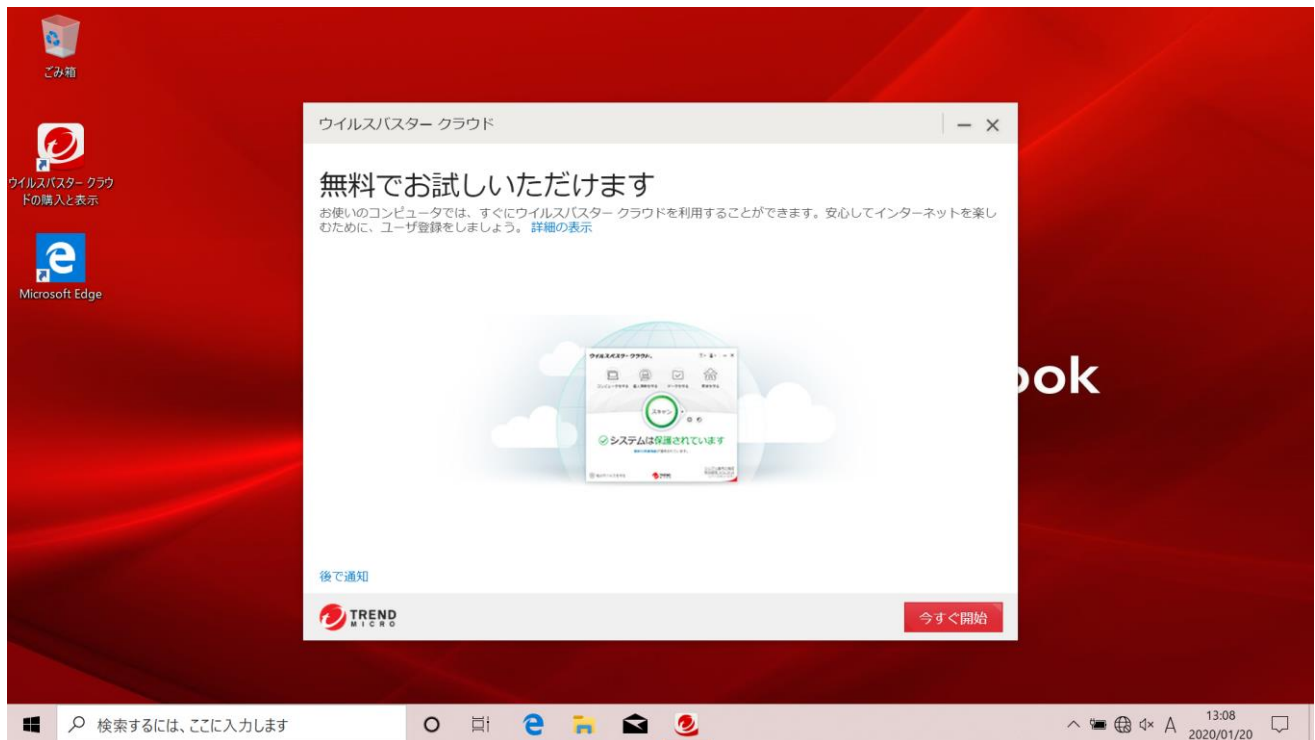 ごみ箱
ウイルスバスター クラウ
ドの購入と表示
Microsoft Edge
ウイルスバスター クラウド
無料でお試しいただけます
お使いのコンピュータでは、すぐにウイルスバスター クラウドを利用することができます。安心してインターネットを楽し
むために、ユーザ登録をしましょう。 詳細の表示
ウイルスバスター クラウド
スキャン
システムは保護されています
ook
後で通知
TREND
MICRO
今すぐ開始
検索するには、ここに入力します
A
13:08
2020/01/20